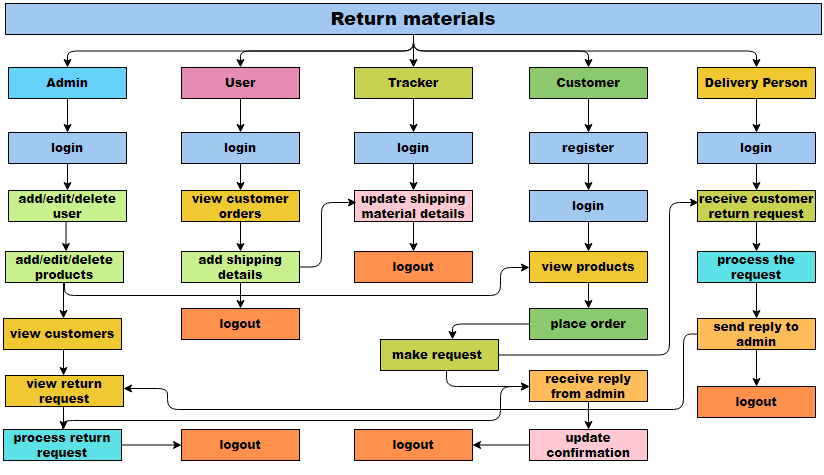 Return materials
Admin
User
Tracker
Customer
Delivery Person
login
login
login
register
login
add/edit/delete
user
view customer
orders
update shipping
material details
login
receive customer
return request
add/edit/delete
products
add shipping
details
logout
view products
process the
request
view customers
logout
place order
send reply to
admin
make request
view return
request
receive reply
from admin
logout
process return
request
logout
logout
update
confirmation